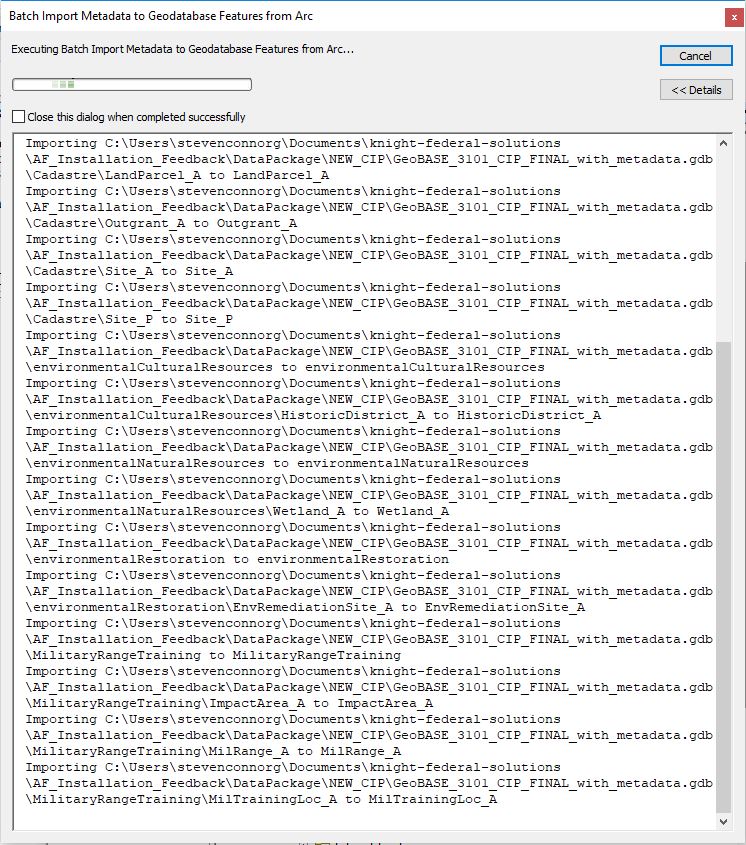 Batch Import Metadata to Geodatabase Features from Arc
Executing Batch Import Metadata to Geodatabase Features from Arc...
Cancel
<< Details
Close this dialog when completed successfully
Importing C:\Users\stevenconnorg\Documents\knight-federal-solutions
\AF_Installation_Feedback\DataPackage\NEW_CIP\GeoBASE_3101_CIP_FINAL_with_metadata.gdb
\Cadastre\LandParcel_A to LandParcel_A
Importing C:\Users\stevenconnorg\Documents\knight-federal-solutions
\AF_Installation_Feedback\DataPackage\NEW_CIP\GeoBASE_3101_CIP_FINAL_with_metadata.gdb
\Cadastre\Outgrant_A to Outgrant_A
Importing C:\Users\stevenconnorg\Documents\knight-federal-solutions
\AF_Installation_Feedback\DataPackage\NEW_CIP\GeoBASE_3101_CIP_FINAL_with_metadata.gdb
\Cadastre\Site_A to Site_A
Importing C:\Users\stevenconnorg\Documents\knight-federal-solutions
\AF_Installation_Feedback\DataPackage\NEW_CIP\GeoBASE_3101_CIP_FINAL_with_metadata.gdb
\Cadastre\Site_P to Site_P
Importing C:\Users\stevenconnorg\Documents\knight-federal-solutions
\AF_Installation_Feedback\DataPackage\NEW_CIP\GeoBASE_3101_CIP_FINAL_with_metadata.gdb
\environmentalCulturalResources to environmentalCulturalResources
Importing C:\Users\stevenconnorg\Documents\knight-federal-solutions
\AF_Installation_Feedback\DataPackage\NEW_CIP\GeoBASE_3101_CIP_FINAL_with_metadata.gdb
\environmentalCulturalResources\HistoricDistrict_A to HistoricDistrict_A
Importing C:\Users\stevenconnorg\Documents\knight-federal-solutions
\AF_Installation_Feedback\DataPackage\NEW_CIP\GeoBASE_3101_CIP_FINAL_with_metadata.gdb
\environmentalNaturalResources to environmentalNaturalResources
Importing C:\Users\stevenconnorg\Documents\knight-federal-solutions
\AF_Installation_Feedback\DataPackage\NEW_CIP\GeoBASE_3101_CIP_FINAL_with_metadata.gdb
\environmentalNaturalResources\Wetland_A to Wetland_A
Importing C:\Users\stevenconnorg\Documents\knight-federal-solutions
\AF_Installation_Feedback\DataPackage\NEW_CIP\GeoBASE_3101_CIP_FINAL_with_metadata.gdb
\environmentalRestoration to environmentalRestoration
Importing C:\Users\stevenconnorg\Documents\knight-federal-solutions
\AF_Installation_Feedback\DataPackage\NEW_CIP\GeoBASE_3101_CIP_FINAL_with_metadata.gdb
\environmentalRestoration\EnvRemediationSite_A to EnvRemediationSite_A
Importing C:\Users\stevenconnorg\Documents\knight-federal-solutions
\AF_Installation_Feedback\DataPackage\NEW_CIP\GeoBASE_3101_CIP_FINAL_with_metadata.gdb
\MilitaryRangeTraining to MilitaryRangeTraining
Importing C:\Users\stevenconnorg\Documents\knight-federal-solutions
\AF_Installation_Feedback\DataPackage\NEW_CIP\GeoBASE_3101_CIP_FINAL_with_metadata.gdb
\MilitaryRangeTraining\ImpactArea_A to ImpactArea_A
Importing C:\Users\stevenconnorg\Documents\knight-federal-solutions
\AF_Installation_Feedback\DataPackage\NEW_CIP\GeoBASE_3101_CIP_FINAL_with_metadata.gdb
\MilitaryRangeTraining\MilRange_A to MilRange_A
Importing C:\Users\stevenconnorg\Documents\knight-federal-solutions
\AF_Installation_Feedback\DataPackage\NEW_CIP\GeoBASE_3101_CIP_FINAL_with_metadata.gdb
\MilitaryRangeTraining\MilTrainingLoc_A to MilTrainingLoc_A